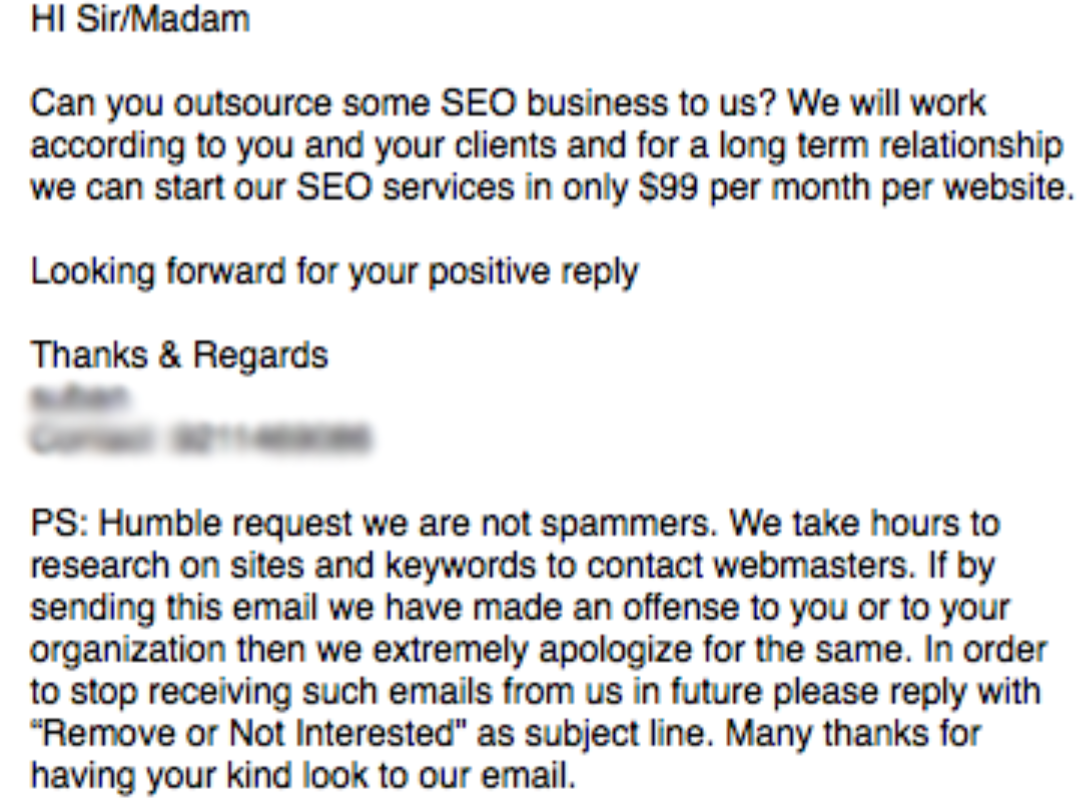 HI Sir/Madam
Can you outsource some SEO business to us? We will work
according to you and your clients and for a long term relationship
we can start our SEO services in only $99 per month per website.
Looking forward for your positive reply
Thanks & Regards
PS: Humble request we are not spammers. We take hours to
research on sites and keywords to contact webmasters. If by
sending this email we have made an offense to you or to your
organization then we extremely apologize for the same. In order
to stop receiving such emails from us in future please reply with
“Remove or Not Interested" as subject line. Many thanks for
having your kind look to our email.